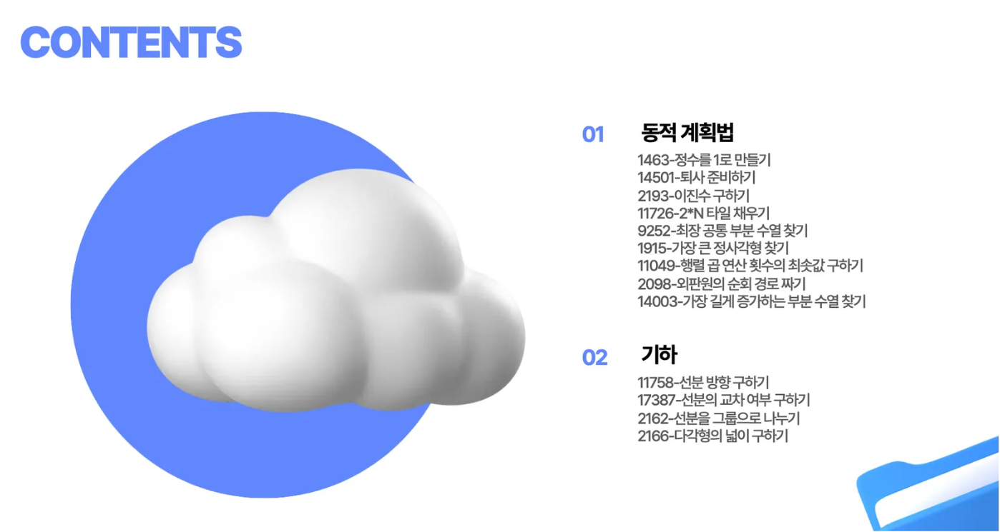 CONTENTS
01 동적 계획법
1463-정수를 1로 만들기
14501-퇴사 준비하기
2193-이진수 구하기
11726-2*N 타일 채우기
9252-최장 공통 부분 수열 찾기
1915-가장 큰 정사각형 찾기
11049-행렬 곱 연산 횟수의 최솟값 구하기
2098-외판원의 순회 경로 짜기
14003-가장 길게 증가하는 부분 수열 찾기
02 기하
11758-선분 방향 구하기
17387-선분의 교차 여부 구하기
2162-선분을 그룹으로 나누기
2166-다각형의 넓이 구하기